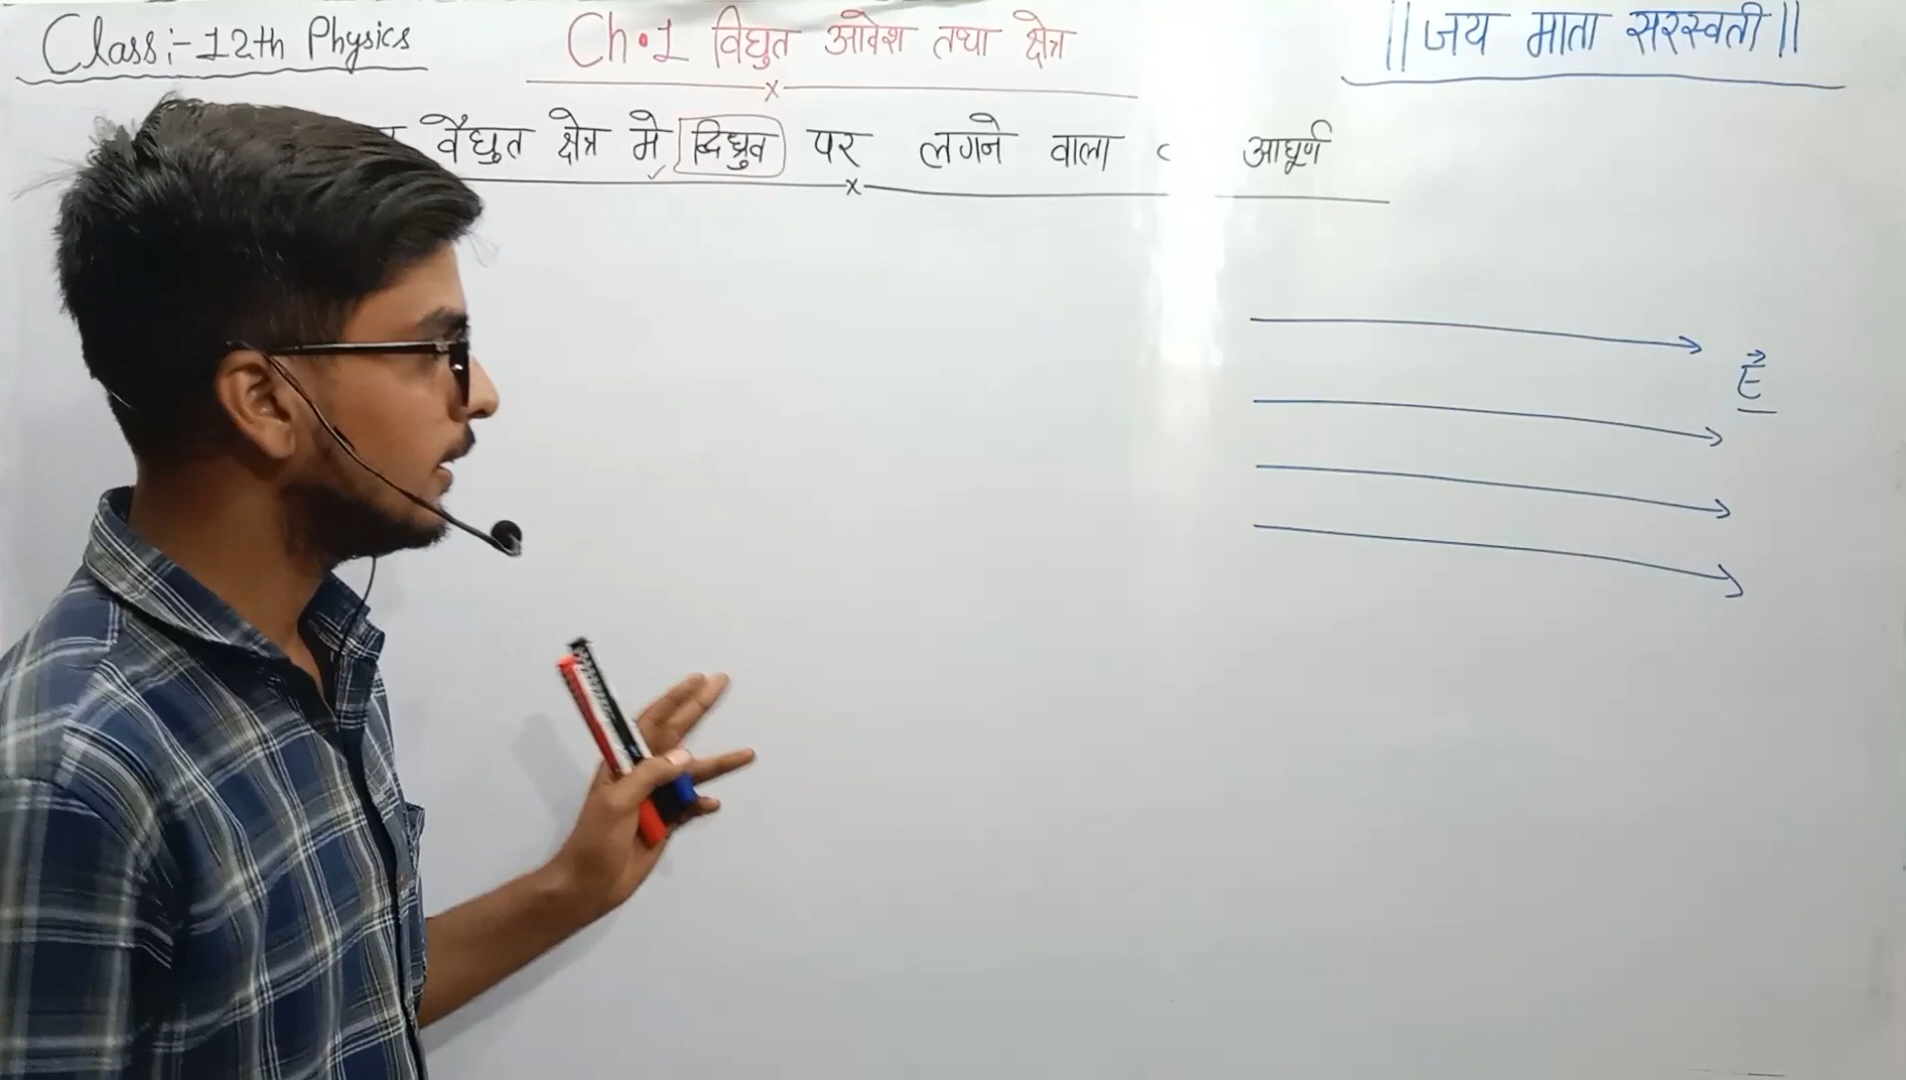 Class:- 12th Physics
Ch.1 विद्युत आवेश तथा क्षेत्र
|| जय माता सरस्वती ||
वैद्युत क्षेत्र मे द्विध्रुव पर लगने वाला आघूर्ण
E